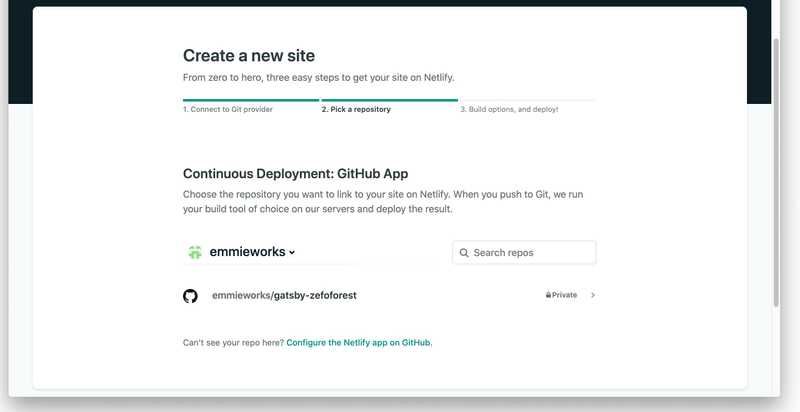 Create a new site
From zero to hero, three easy steps to get your site on Netlify.
1. Connect to Git provider
2. Pick a repository
3. Build options, and deploy!
Continuous Deployment: GitHub App
Choose the repository you want to link to your site on Netlify. When you push to Git, we run
your build tool of choice on our servers and deploy the result.
emmieworks
Search repos
emmieworks/gatsby-zefoforest
Private
Can't see your repo here? Configure the Netlify app on GitHub.